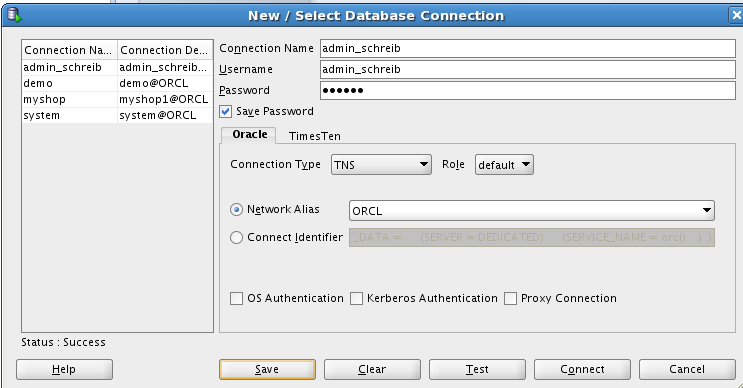 New / Select Database Connection
Connection Na... Connection De...
admin_schreib admin_schreib...
demo demo@ORCL
myshop myshop1@ORCL
system system@ORCL
Connection Name admin_schreib
Username admin_schreib
Password ●●●●●●
Save Password
Oracle TimesTen
Connection Type TNS Role default
Network Alias ORCL
Connect Identifier _DATA = (SERVER = DEDICATED) (SERVICE_NAME = orcl) ) )
OS Authentication Kerberos Authentication Proxy Connection
Status : Success
Help Save Clear Test Connect Cancel